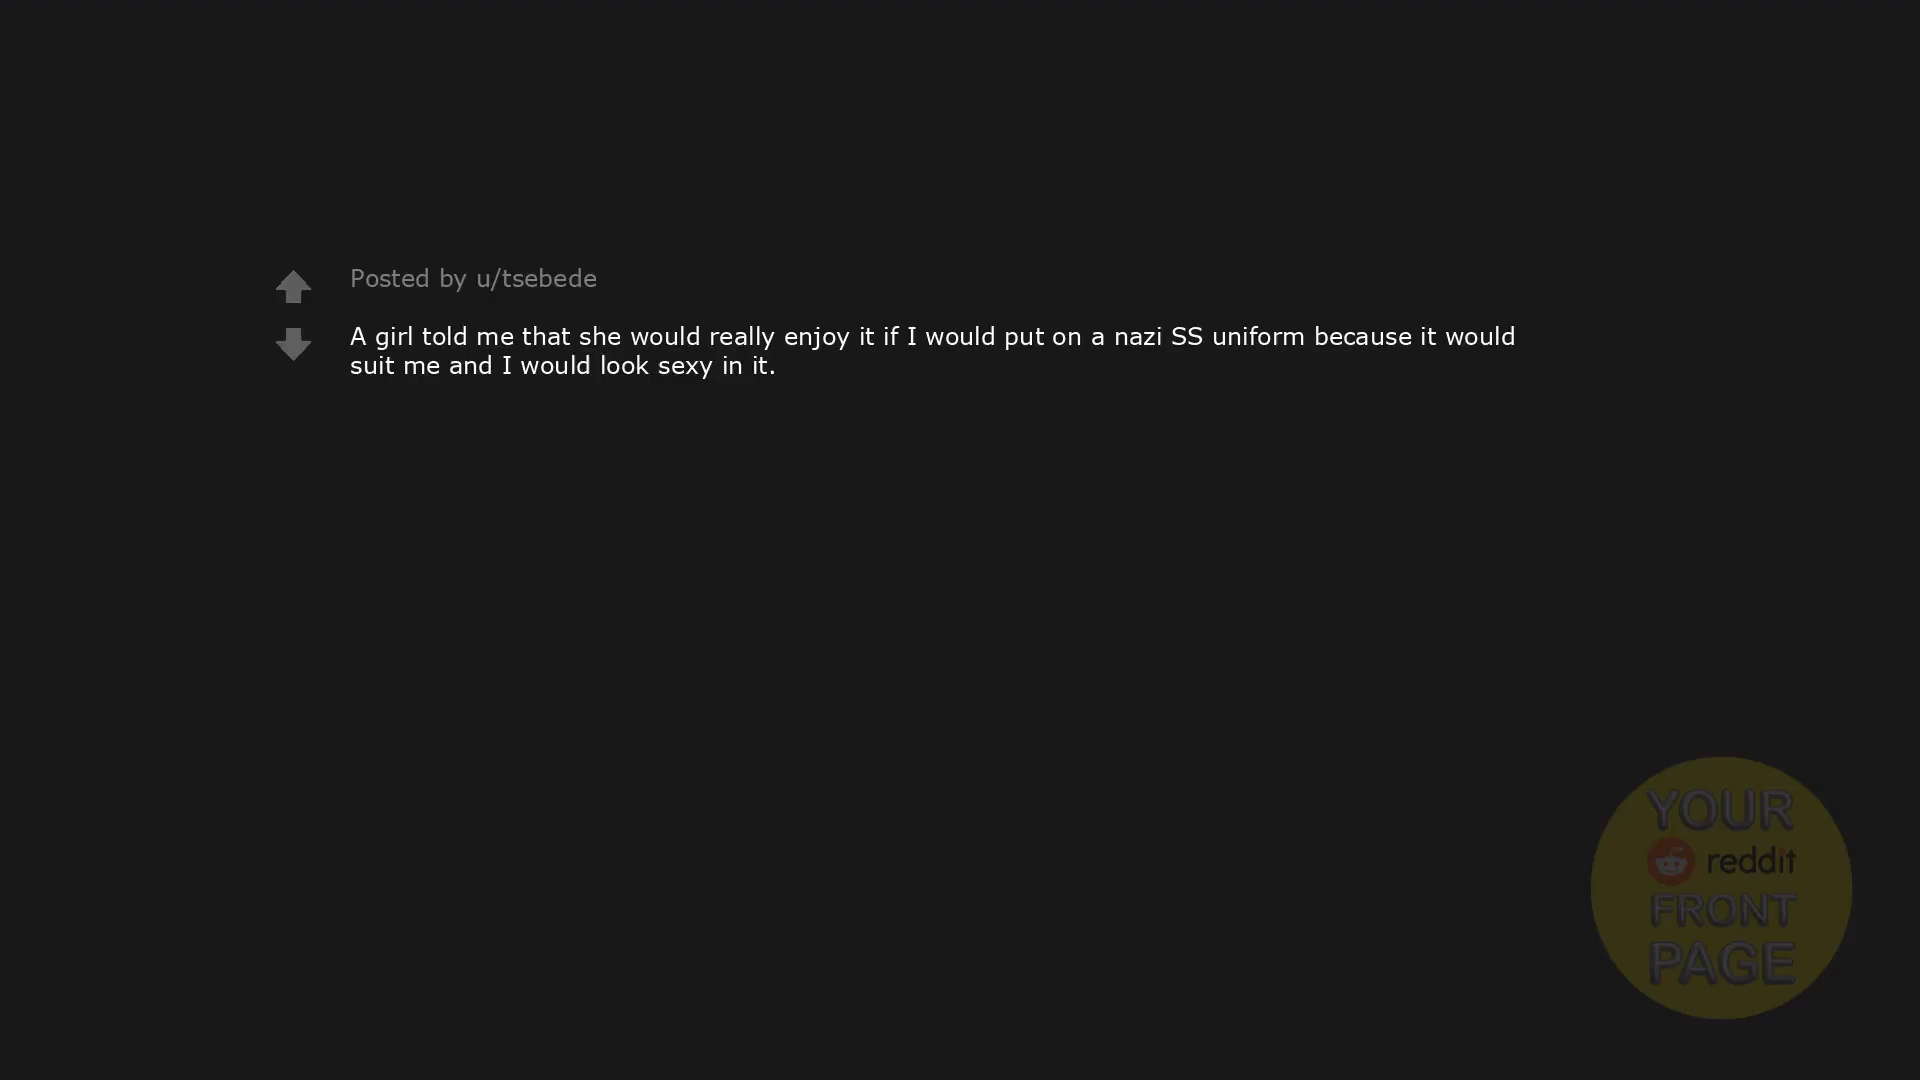 Posted by u/tsebede
A girl told me that she would really enjoy it if I would put on a nazi SS uniform because it would
suit me and I would look sexy in it.
YOUR
reddit
FRONT
PAGE